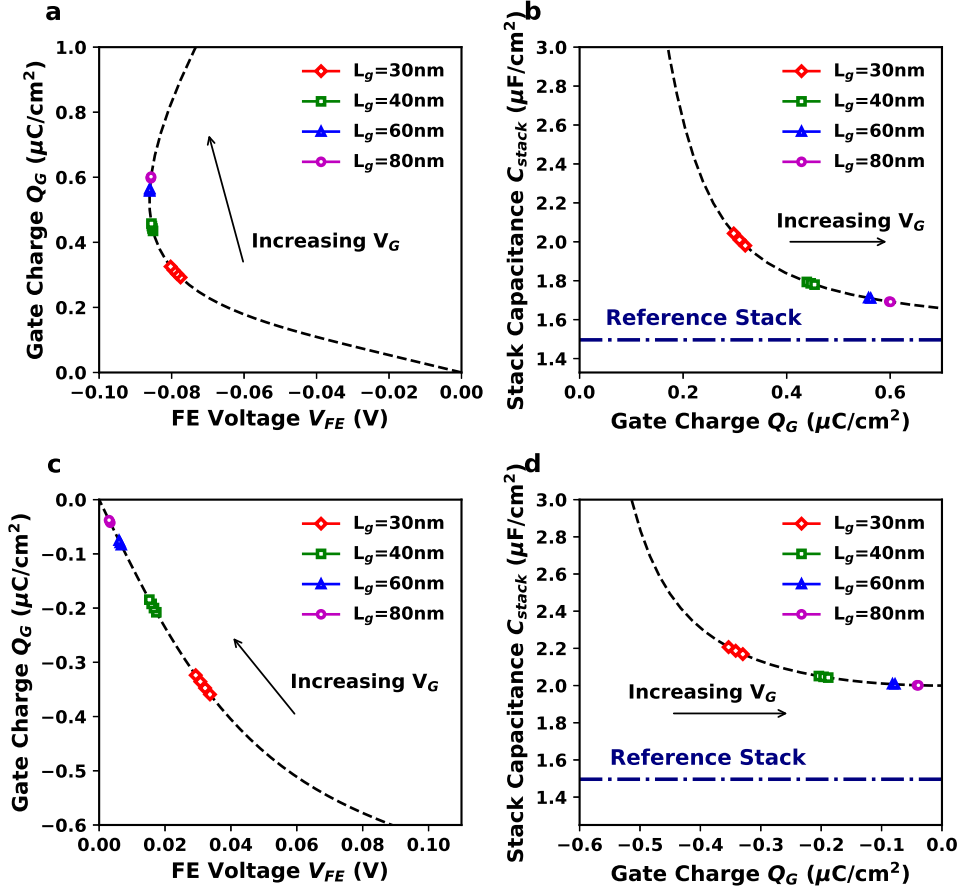 a
Gate Charge Q_G (μC/cm²)
1.0
0.8
0.6
0.4
0.2
0.0
−0.10 −0.08 −0.06 −0.04 −0.02 0.00
FE Voltage V_FE (V)
L_g=30nm
L_g=40nm
L_g=60nm
L_g=80nm
Increasing V_G
b
Stack Capacitance C_stack (μF/cm²)
3.0
2.8
2.6
2.4
2.2
2.0
1.8
1.6
1.4
0.0 0.2 0.4 0.6
Gate Charge Q_G (μC/cm²)
L_g=30nm
L_g=40nm
L_g=60nm
L_g=80nm
Increasing V_G
Reference Stack
c
Gate Charge Q_G (μC/cm²)
0.0
−0.1
−0.2
−0.3
−0.4
−0.5
−0.6
0.00 0.02 0.04 0.06 0.08 0.10
FE Voltage V_FE (V)
L_g=30nm
L_g=40nm
L_g=60nm
L_g=80nm
Increasing V_G
d
Stack Capacitance C_stack (μF/cm²)
3.0
2.8
2.6
2.4
2.2
2.0
1.8
1.6
1.4
−0.6 −0.5 −0.4 −0.3 −0.2 −0.1 0.0
Gate Charge Q_G (μC/cm²)
L_g=30nm
L_g=40nm
L_g=60nm
L_g=80nm
Increasing V_G
Reference Stack